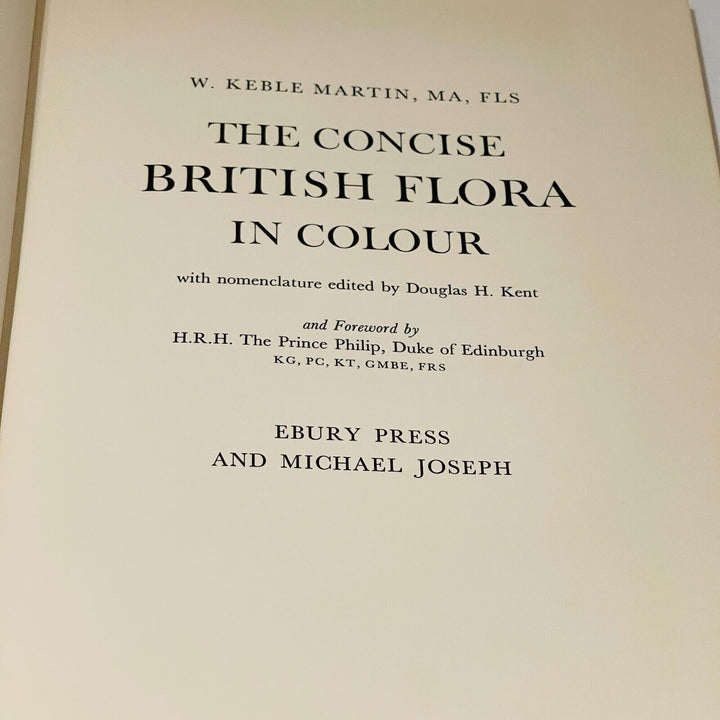 W. KEBLE MARTIN, MA, FLS
THE CONCISE
BRITISH FLORA
IN COLOUR
with nomenclature edited by Douglas H. Kent
and Foreword by
H.R.H. The Prince Philip, Duke of Edinburgh
KG, PC, KT, GMBE, FRS
EBURY PRESS
AND MICHAEL JOSEPH